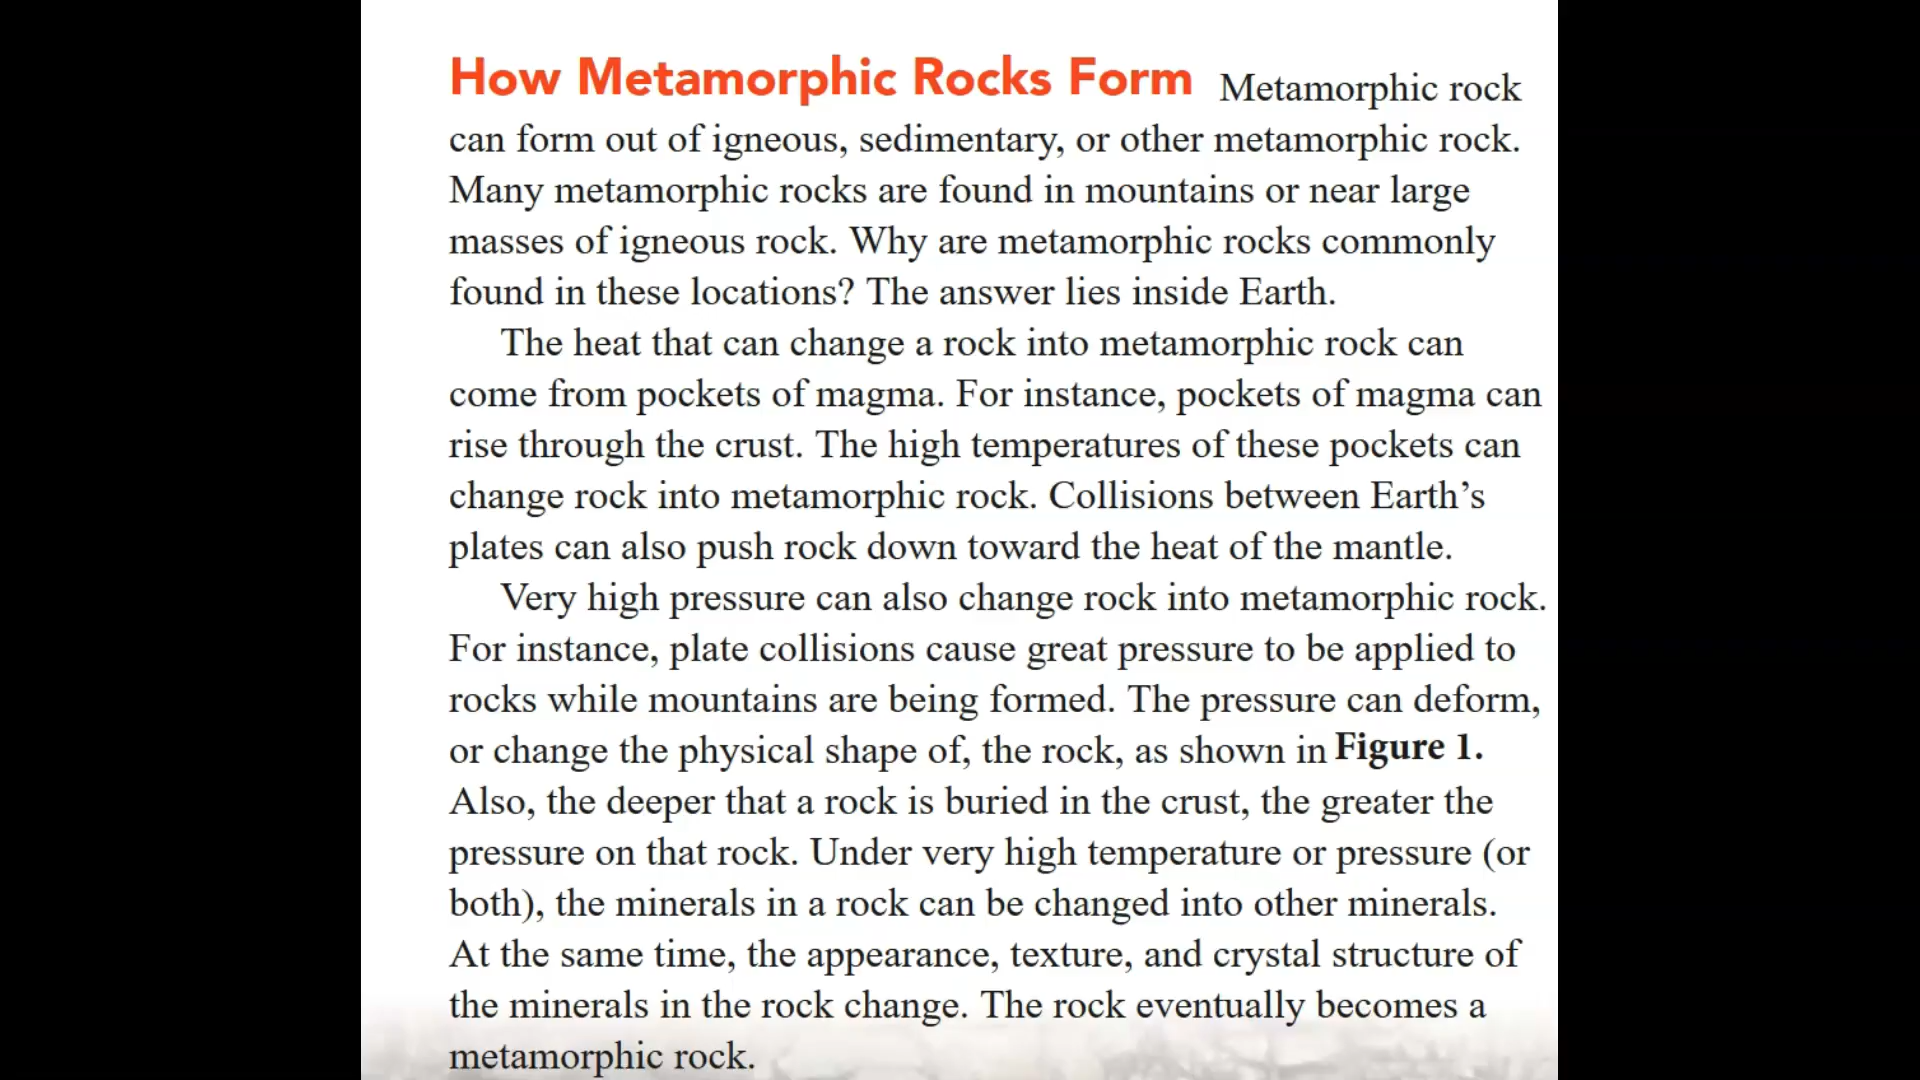 How Metamorphic Rocks Form Metamorphic rock
can form out of igneous, sedimentary, or other metamorphic rock.
Many metamorphic rocks are found in mountains or near large
masses of igneous rock. Why are metamorphic rocks commonly
found in these locations? The answer lies inside Earth.
The heat that can change a rock into metamorphic rock can
come from pockets of magma. For instance, pockets of magma can
rise through the crust. The high temperatures of these pockets can
change rock into metamorphic rock. Collisions between Earth’s
plates can also push rock down toward the heat of the mantle.
Very high pressure can also change rock into metamorphic rock.
For instance, plate collisions cause great pressure to be applied to
rocks while mountains are being formed. The pressure can deform,
or change the physical shape of, the rock, as shown in Figure 1.
Also, the deeper that a rock is buried in the crust, the greater the
pressure on that rock. Under very high temperature or pressure (or
both), the minerals in a rock can be changed into other minerals.
At the same time, the appearance, texture, and crystal structure of
the minerals in the rock change. The rock eventually becomes a
metamorphic rock.